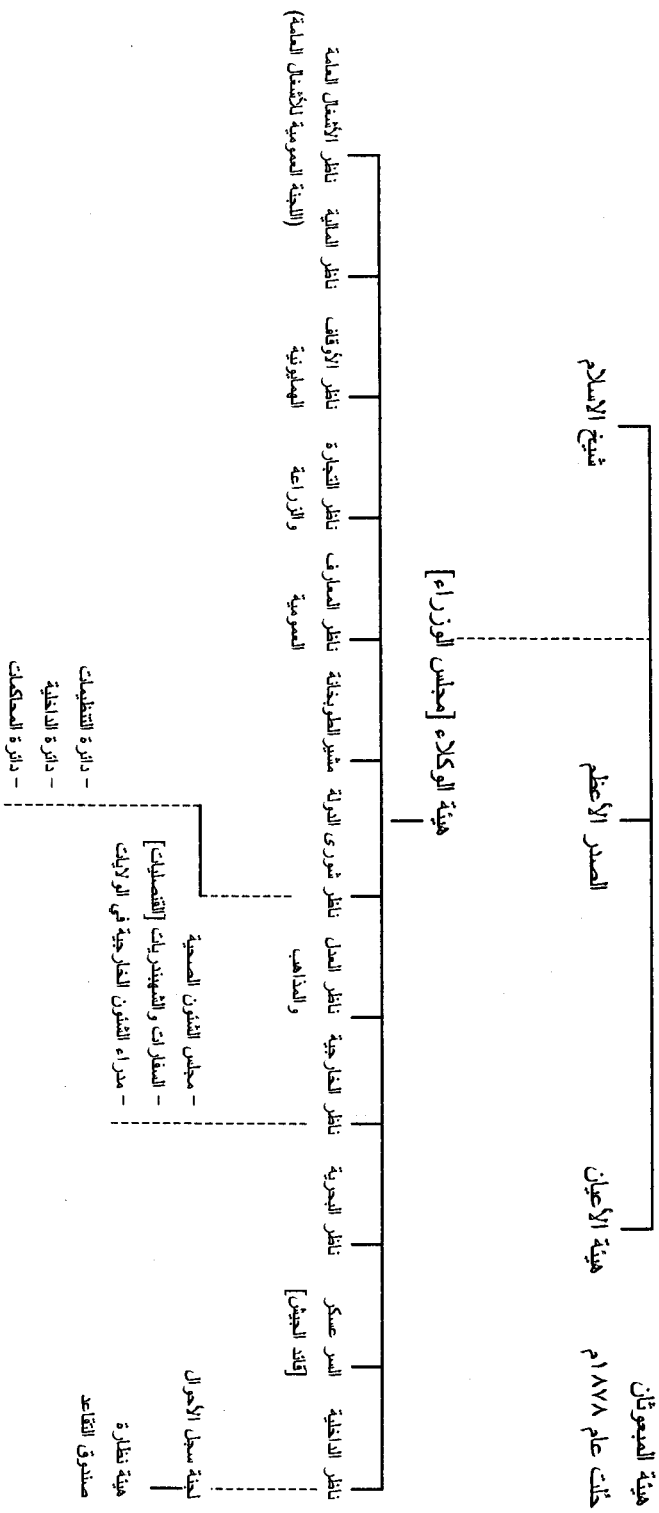 هيئة المبعوثان
حُلت عام ١٨٧٨م
هيئة الأعيان
الصدر الأعظم
شيخ الاسلام
هيئة الوكلاء [مجلس الوزراء]
ناظر الداخلية
السر عسكر
[قائد الجيش]
ناظر البحرية
ناظر الخارجية
ناظر العدل
والمذاهب
ناظر شورى الدولة
مشير الطوبخانة
ناظر المعارف
العمومية
ناظر التجارة
والزراعة
ناظر الأوقاف
الهمايونية
ناظر المالية
ناظر الأشغال العامة
(اللجنة العمومية للأشغال العامة)
لجنة سجل الأحوال
هيئة نظارة
صندوق التقاعد
- مجلس الشئون الصحية
- السفارات والشهبندريات [القنصليات]
- مدراء الشئون الخارجية في الولايات
- دائرة التنظيمات
- دائرة الداخلية
- دائرة المحاكمات